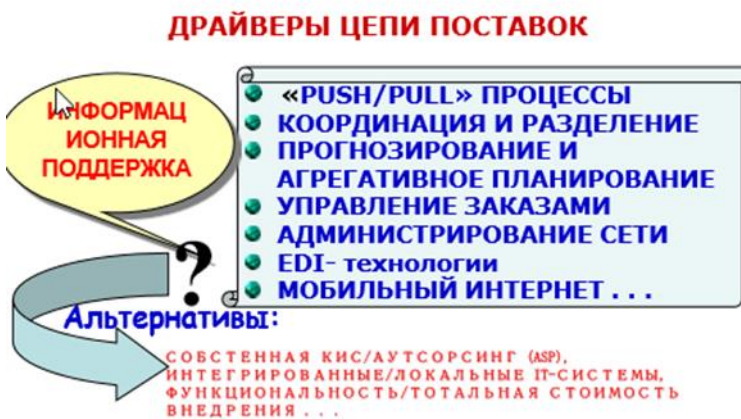 ДРАЙВЕРЫ ЦЕПИ ПОСТАВОК
ИНФОРМАЦ
ИОННАЯ
ПОДДЕРЖКА
?
«PUSH/PULL» ПРОЦЕССЫ
КООРДИНАЦИЯ И РАЗДЕЛЕНИЕ
ПРОГНОЗИРОВАНИЕ И
АГРЕГАТИВНОЕ ПЛАНИРОВАНИЕ
УПРАВЛЕНИЕ ЗАКАЗАМИ
АДМИНИСТРИРОВАНИЕ СЕТИ
EDI- технологии
МОБИЛЬНЫЙ ИНТЕРНЕТ . . .
Альтернативы:
СОБСТЕННАЯ КИС/АУТСОРСИНГ (ASP),
ИНТЕГРИРОВАННЫЕ/ЛОКАЛЬНЫЕ IT-СИСТЕМЫ,
ФУНКЦИОНАЛЬНОСТЬ/ТОТАЛЬНАЯ СТОИМОСТЬ
ВНЕДРЕНИЯ . . .